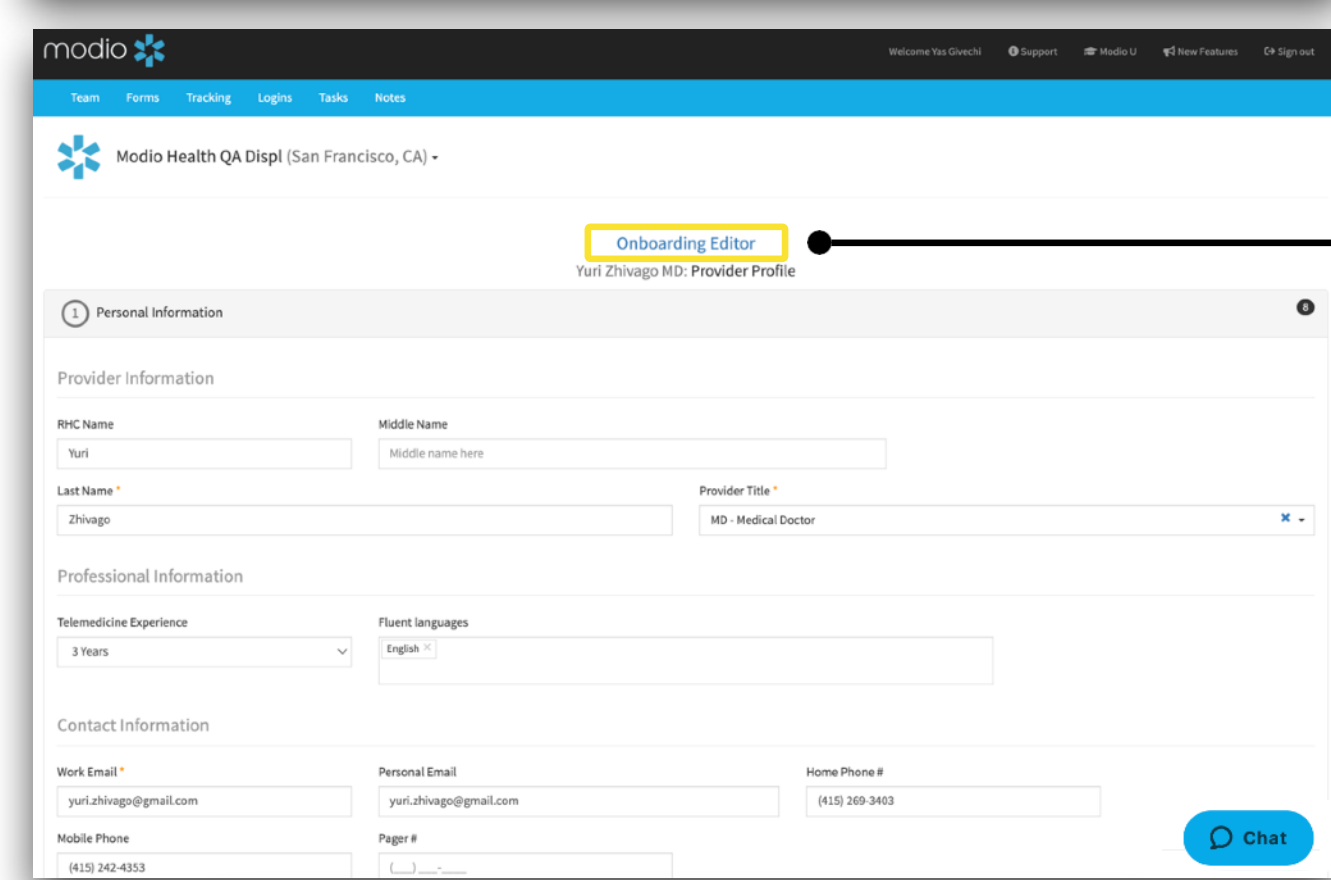 modio
Welcome Yas Givechi Support Modio U New Features Sign out
Team Forms Tracking Logins Tasks Notes
Modio Health QA Displ (San Francisco, CA)
Onboarding Editor
Yuri Zhivago MD: Provider Profile
1 Personal Information 8
Provider Information
RHC Name Middle Name
Yuri Middle name here
Last Name * Provider Title *
Zhivago MD - Medical Doctor
Professional Information
Telemedicine Experience Fluent languages
3 Years English ×
Contact Information
Work Email * Personal Email Home Phone #
yuri.zhivago@gmail.com yuri.zhivago@gmail.com (415) 269-3403
Mobile Phone Pager #
(415) 242-4353 (__) ___-____
Chat